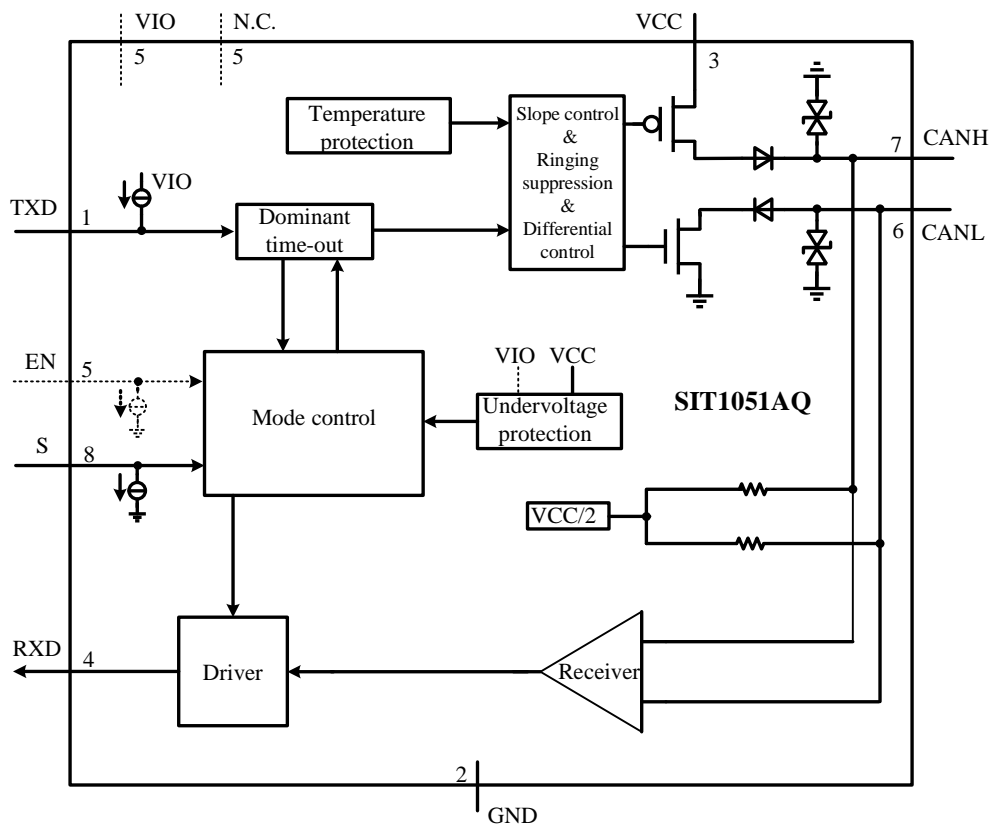 VIO
N.C.
VCC
5
5
3
Temperature
protection
Slope control
&
Ringing
suppression
&
Differential
control
7
CANH
VIO
TXD
1
Dominant
time-out
6
CANL
EN
5
VIO
VCC
Mode control
Undervoltage
protection
SIT1051AQ
S
8
VCC/2
RXD
4
Driver
Receiver
2
GND